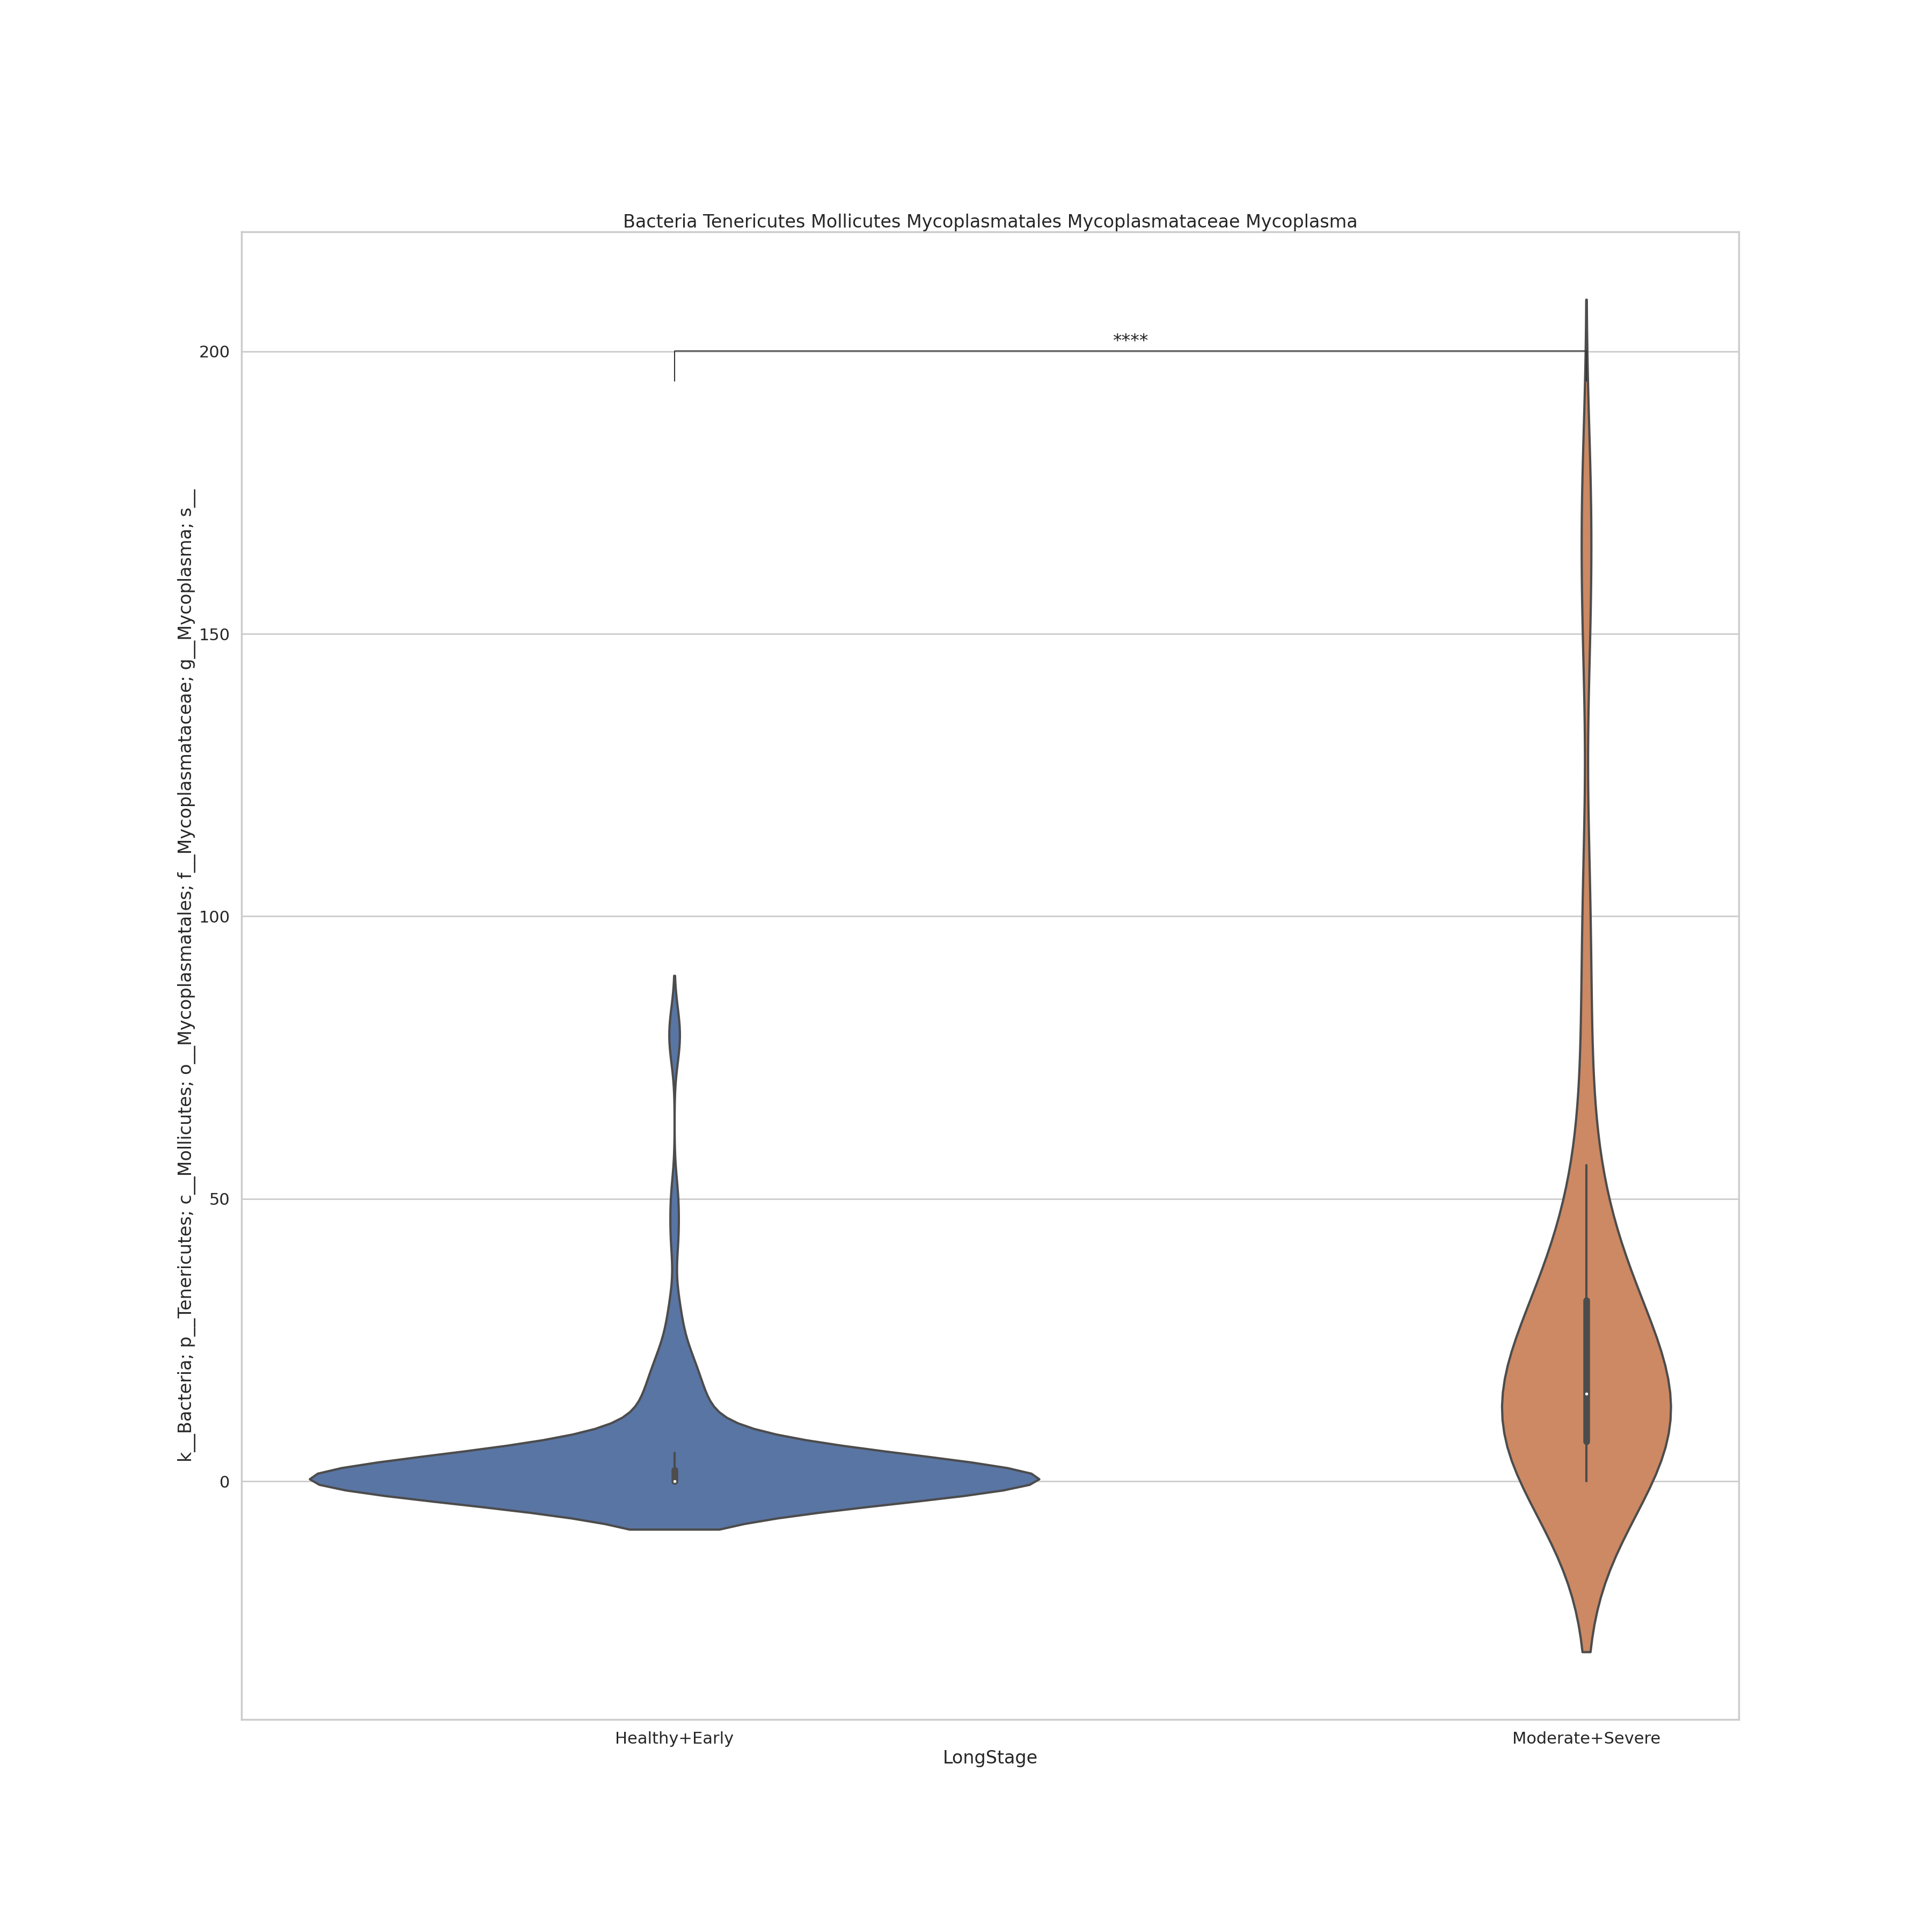 Bacteria Tenericutes Mollicutes Mycoplasmatales Mycoplasmataceae Mycoplasma
k__Bacteria; p__Tenericutes; c__Mollicutes; o__Mycoplasmatales; f__Mycoplasmataceae; g__Mycoplasma; s__
200
150
100
50
0
****
Healthy+Early
Moderate+Severe
LongStage